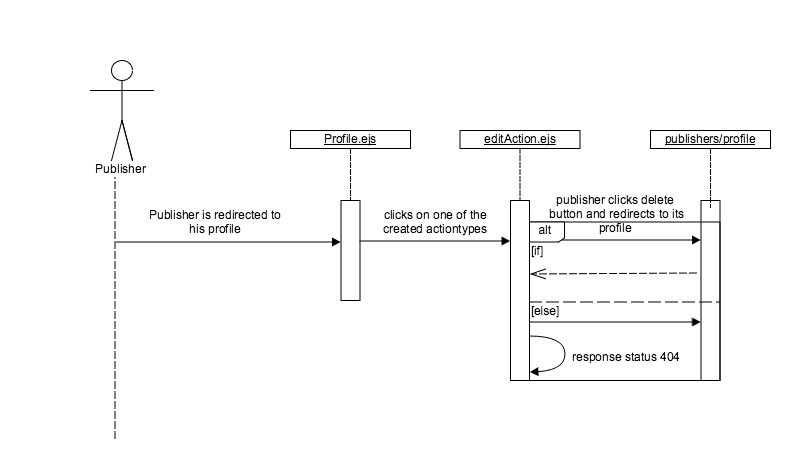 Publisher
Profile.ejs
editAction.ejs
publishers/profile
Publisher is redirected to
his profile
clicks on one of the
created actiontypes
publisher clicks delete
button and redirects to its
profile
alt
[if]
[else]
response status 404